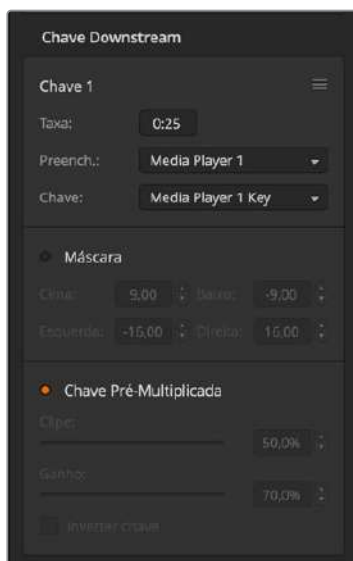 Chave Downstream
Chave 1
Taxa: 0:25
Preench.: Media Player 1
Chave: Media Player 1 Key
Máscara
Cima: 9,00 Baixo: -9,00
Esquerda: -16,00 Direita: 16,00
Chave Pré-Multiplicada
Clipe:
50,0%
Ganho:
70,0%
Inverter chave